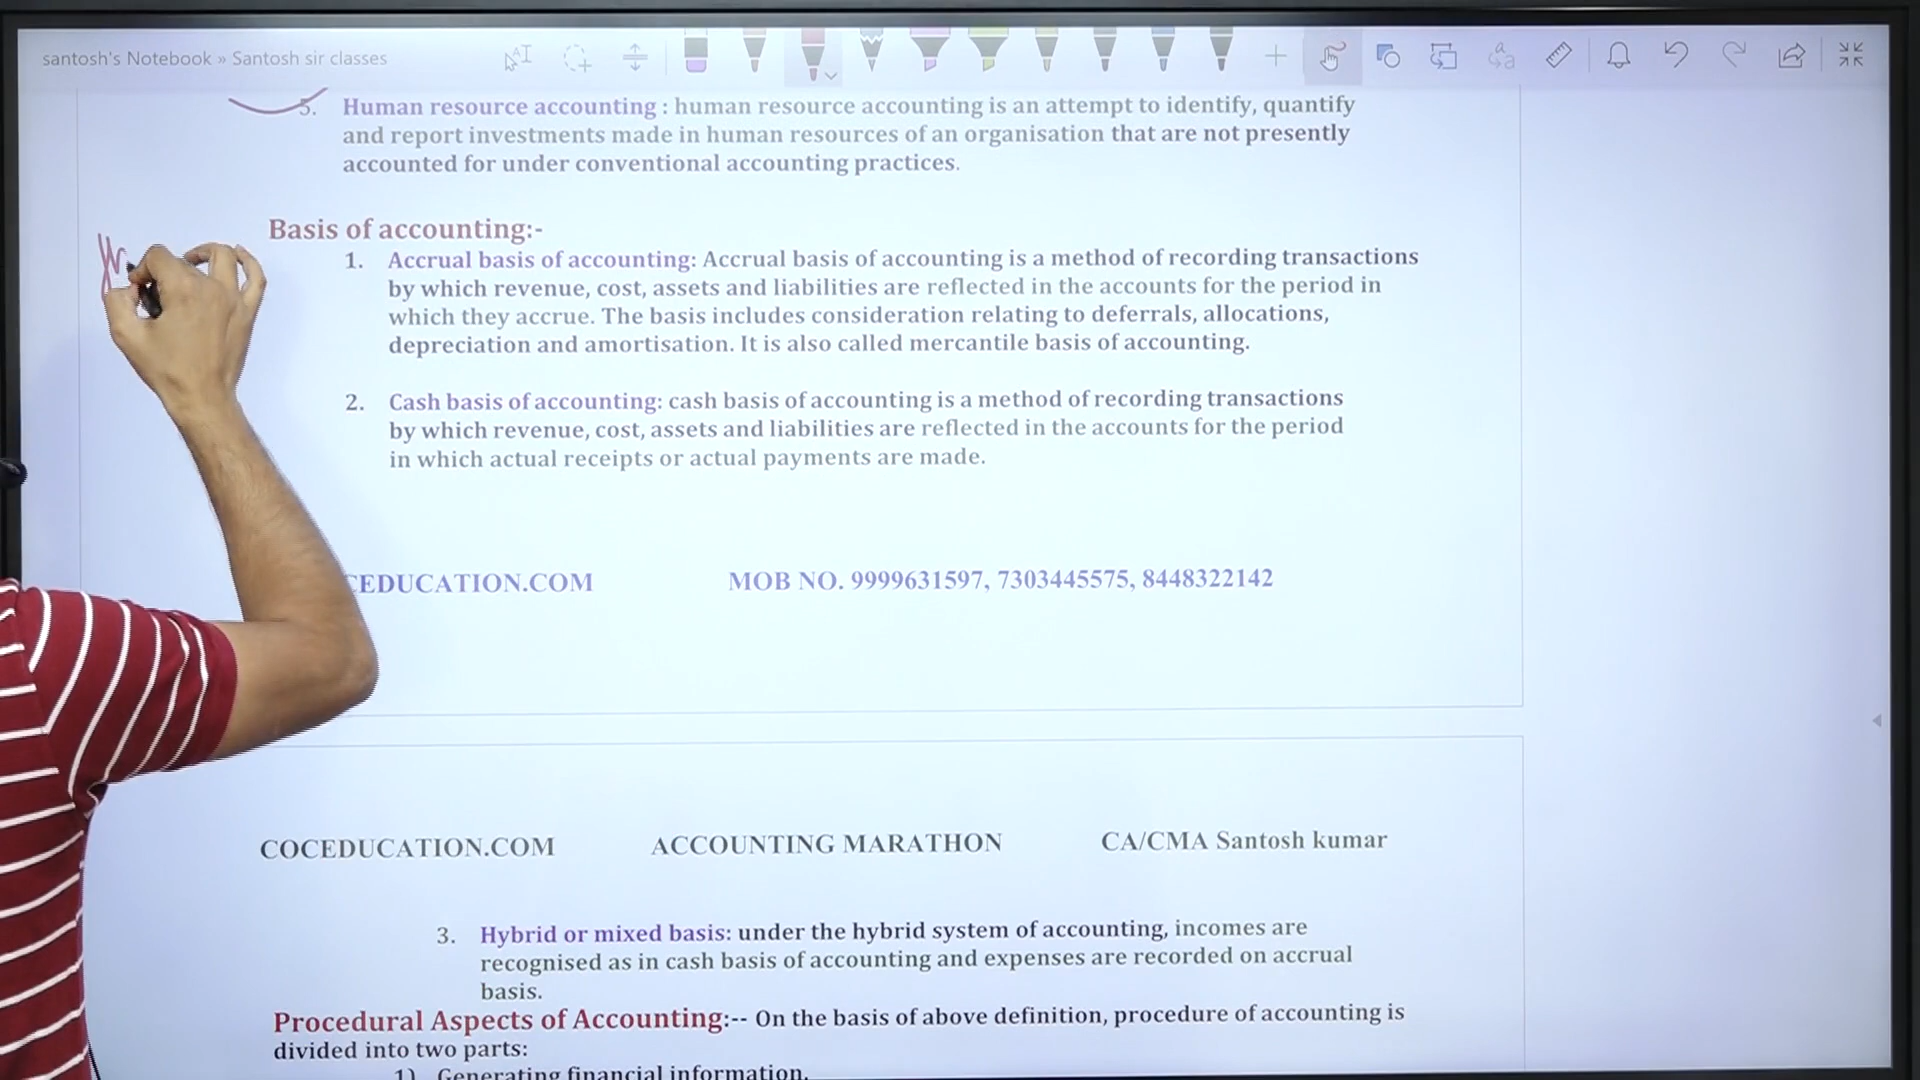 santosh's Notebook » Santosh sir classes
5. Human resource accounting : human resource accounting is an attempt to identify, quantify
and report investments made in human resources of an organisation that are not presently
accounted for under conventional accounting practices.
Basis of accounting:-
1. Accrual basis of accounting: Accrual basis of accounting is a method of recording transactions
by which revenue, cost, assets and liabilities are reflected in the accounts for the period in
which they accrue. The basis includes consideration relating to deferrals, allocations,
depreciation and amortisation. It is also called mercantile basis of accounting.
2. Cash basis of accounting: cash basis of accounting is a method of recording transactions
by which revenue, cost, assets and liabilities are reflected in the accounts for the period
in which actual receipts or actual payments are made.
CEDUCATION.COM MOB NO. 9999631597, 7303445575, 8448322142
COCEDUCATION.COM ACCOUNTING MARATHON CA/CMA Santosh kumar
3. Hybrid or mixed basis: under the hybrid system of accounting, incomes are
recognised as in cash basis of accounting and expenses are recorded on accrual
basis.
Procedural Aspects of Accounting:-- On the basis of above definition, procedure of accounting is
divided into two parts:
1) Generating financial information.